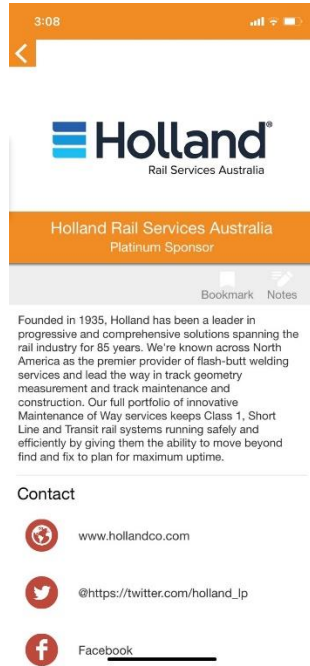 3:08
Holland®
Rail Services Australia
Holland Rail Services Australia
Platinum Sponsor
Bookmark Notes
Founded in 1935, Holland has been a leader in
progressive and comprehensive solutions spanning the
rail industry for 85 years. We're known across North
America as the premier provider of flash-butt welding
services and lead the way in track geometry
measurement and track maintenance and
construction. Our full portfolio of innovative
Maintenance of Way services keeps Class 1, Short
Line and Transit rail systems running safely and
efficiently by giving them the ability to move beyond
find and fix to plan for maximum uptime.
Contact
www.hollandco.com
@https://twitter.com/holland_lp
Facebook